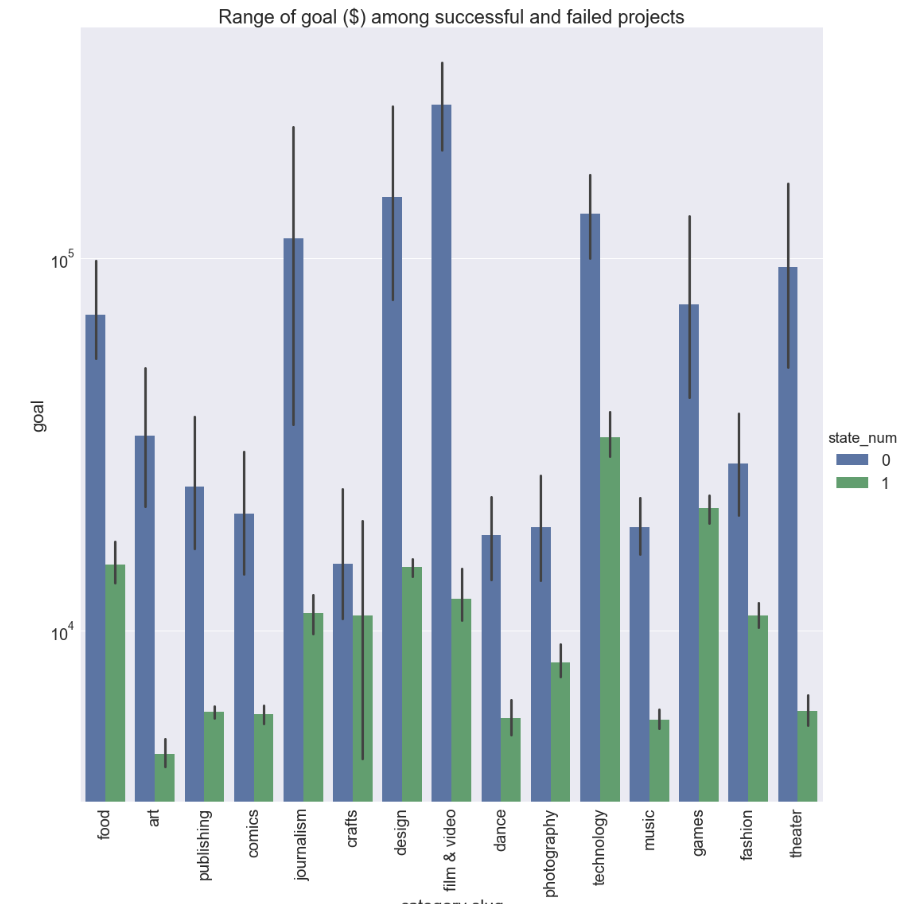 Range of goal ($) among successful and failed projects
10^5
10^4
goal
state_num
0
1
food
art
publishing
comics
journalism
crafts
design
film & video
dance
photography
technology
music
games
fashion
theater